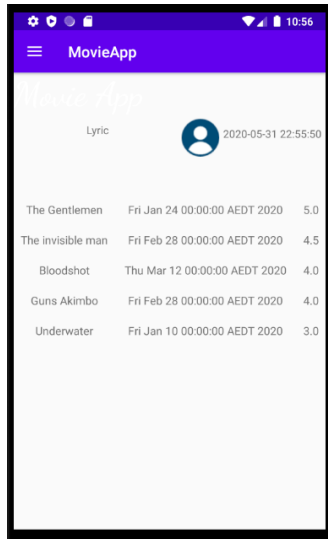 10:56
MovieApp
Movie App
Lyric
2020-05-31 22:55:50
The Gentlemen Fri Jan 24 00:00:00 AEDT 2020 5.0
The invisible man Fri Feb 28 00:00:00 AEDT 2020 4.5
Bloodshot Thu Mar 12 00:00:00 AEDT 2020 4.0
Guns Akimbo Fri Feb 28 00:00:00 AEDT 2020 4.0
Underwater Fri Jan 10 00:00:00 AEDT 2020 3.0